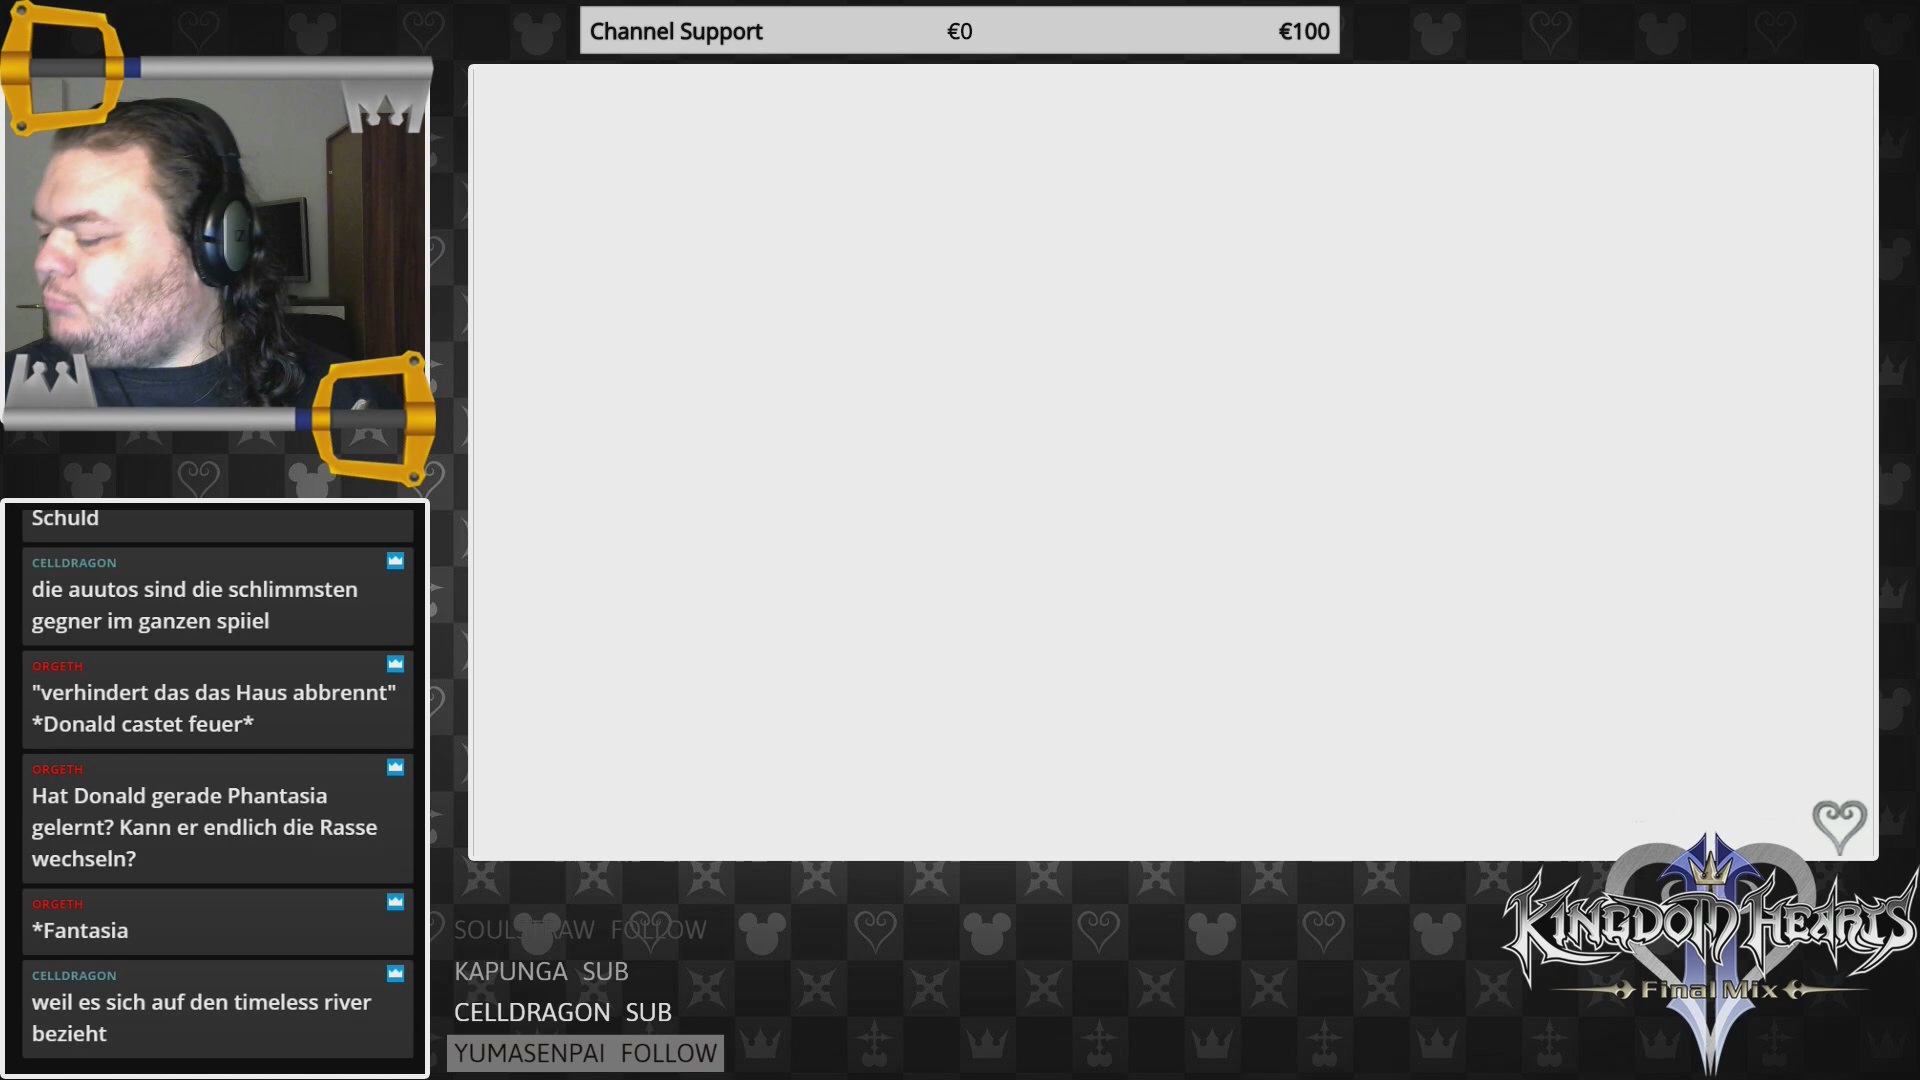 Channel Support €0 €100
Schuld
CELLDRAGON
die auutos sind die schlimmsten
gegner im ganzen spiiel
ORGETH
"verhindert das das Haus abbrennt"
*Donald castet feuer*
ORGETH
Hat Donald gerade Phantasia
gelernt? Kann er endlich die Rasse
wechseln?
ORGETH
*Fantasia
CELLDRAGON
weil es sich auf den timeless river
bezieht
SOULSTRAW FOLLOW
KAPUNGA SUB
CELLDRAGON SUB
YUMASENPAI FOLLOW
KINGDOM HEARTS
II
Final Mix
Z